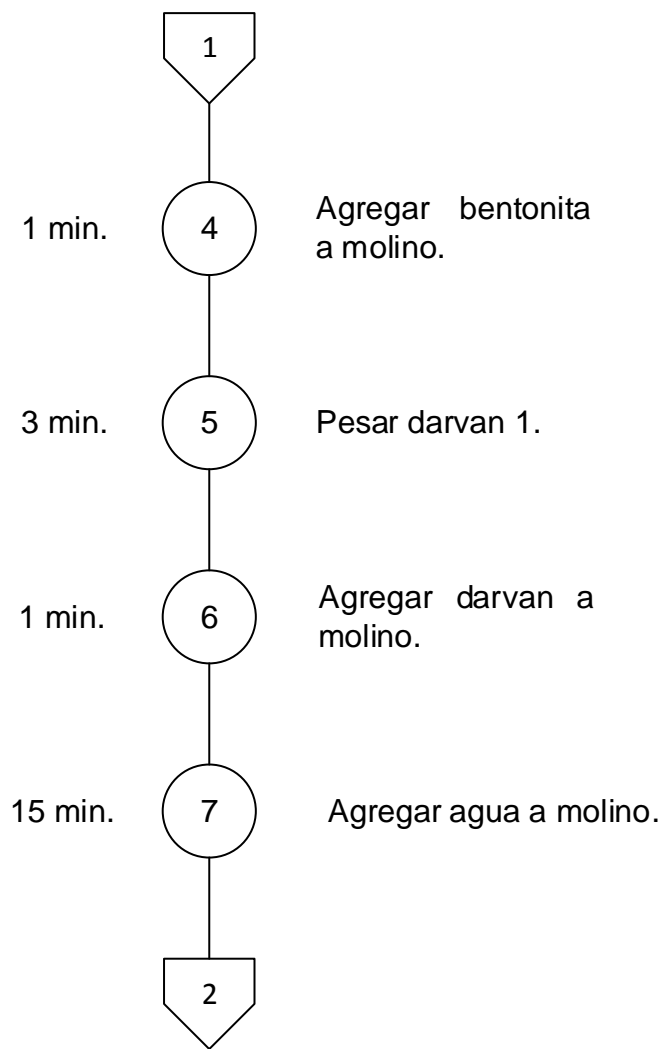 1
1 min.
4
Agregar bentonita
a molino.
3 min.
5
Pesar darvan 1.
1 min.
6
Agregar darvan a
molino.
15 min.
7
Agregar agua a molino.
2